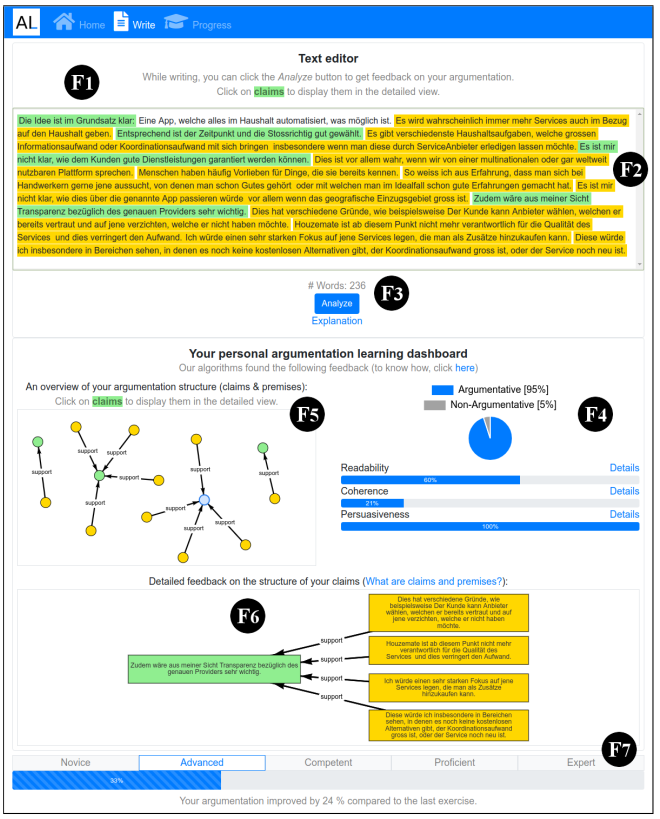 AL Home Write Progress
Text editor
F1
While writing, you can click the Analyze button to get feedback on your argumentation.
Click on claims to display them in the detailed view.
Die Idee ist im Grundsatz klar: Eine App, welche alles im Haushalt automatisiert, was möglich ist. Es wird wahrscheinlich immer mehr Services auch im Bezug
auf den Haushalt geben. Entsprechend ist der Zeitpunkt und die Stossrichtig gut gewählt. Es gibt verschiedenste Haushaltsaufgaben, welche grossen
Informationsaufwand oder Koordinationsaufwand mit sich bringen insbesondere wenn man diese durch ServiceAnbieter erledigen lassen möchte. Es ist mir
nicht klar, wie dem Kunden gute Dienstleistungen garantiert werden können. Dies ist vor allem wahr, wenn wir von einer multinationalen oder gar weltweit
nutzbaren Plattform sprechen. Menschen haben häufig Vorlieben für Dinge, die sie bereits kennen. So weiss ich aus Erfahrung, dass man sich bei
F2
Handwerkern gerne jene aussucht, von denen man schon Gutes gehört oder mit welchen man im Idealfall schon gute Erfahrungen gemacht hat. Es ist mir
nicht klar, wie dies über die genannte App passieren würde vor allem wenn das geografische Einzugsgebiet gross ist. Zudem wäre aus meiner Sicht
Transparenz bezüglich des genauen Providers sehr wichtig. Dies hat verschiedene Gründe, wie beispielsweise Der Kunde kann Anbieter wählen, welchen er
bereits vertraut und auf jene verzichten, welche er nicht haben möchte. Houzemate ist ab diesem Punkt nicht mehr verantwortlich für die Qualität des
Services und dies verringert den Aufwand. Ich würde einen sehr starken Fokus auf jene Services legen, die man als Zusätze hinzukaufen kann. Diese würde
ich insbesondere in Bereichen sehen, in denen es noch keine kostenlosen Alternativen gibt, der Koordinationsaufwand gross ist, oder der Service noch neu ist.
# Words: 236
F3
Analyze
Explanation
Your personal argumentation learning dashboard
Our algorithms found the following feedback (to know how, click here)
An overview of your argumentation structure (claims & premises):
Click on claims to display them in the detailed view.
F5
support
support
support
support
support
support
support
support
support
support
Argumentative [95%]
Non-Argumentative [5%]
F4
Readability Details
60%
Coherence Details
21%
Persuasiveness Details
100%
Detailed feedback on the structure of your claims (What are claims and premises?):
F6
Zudem wäre aus meiner Sicht Transparenz bezüglich des
genauen Providers sehr wichtig.
support
support
support
support
Dies hat verschiedene Gründe, wie
beispielsweise Der Kunde kann Anbieter
wählen, welchen er bereits vertraut und auf
jene verzichten, welche er nicht haben
möchte.
Houzemate ist ab diesem Punkt nicht mehr
verantwortlich für die Qualität des
Services und dies verringert den Aufwand.
Ich würde einen sehr starken Fokus auf jene
Services legen, die man als Zusätze
hinzukaufen kann.
Diese würde ich insbesondere in Bereichen
sehen, in denen es noch keine kostenlosen
Alternativen gibt, der Koordinationsaufwand
gross ist, oder der Service noch neu ist.
F7
Novice Advanced Competent Proficient Expert
33%
Your argumentation improved by 24 % compared to the last exercise.